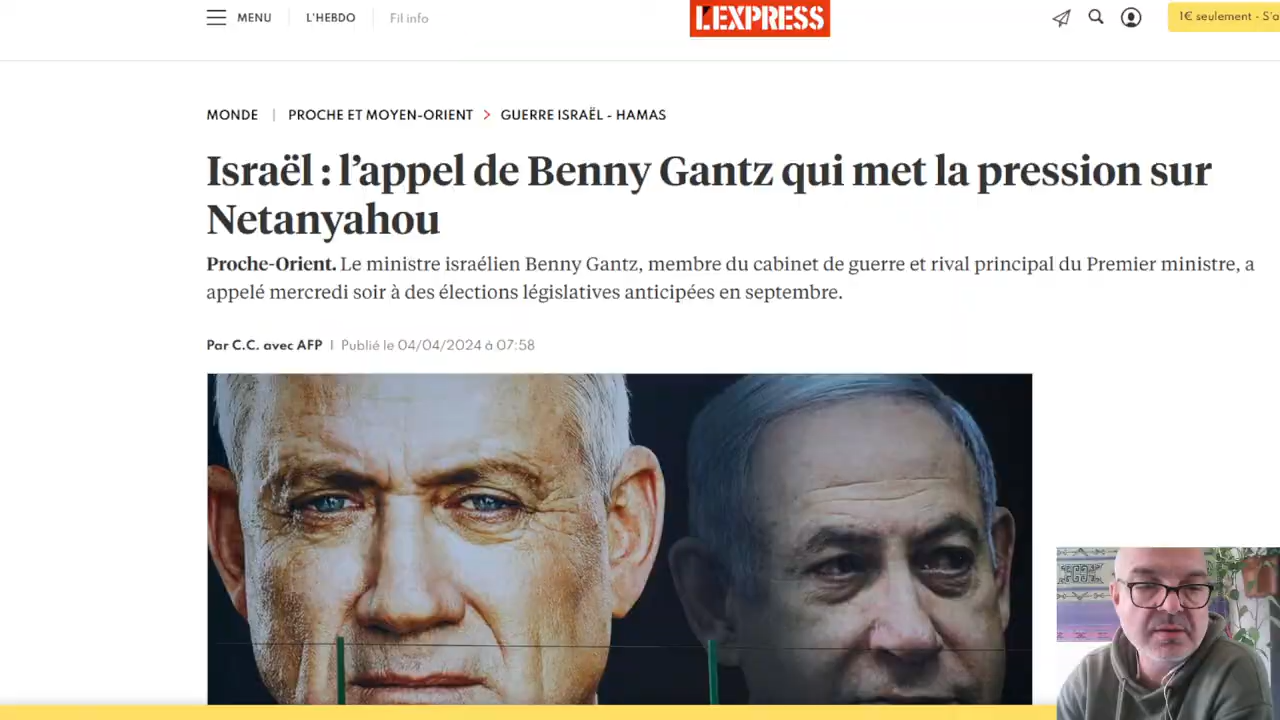 MENU
L'HEBDO
Fil info
L'EXPRESS
1€ seulement - S'a
MONDE | PROCHE ET MOYEN-ORIENT > GUERRE ISRAËL - HAMAS
Israël : l’appel de Benny Gantz qui met la pression sur
Netanyahou
Proche-Orient. Le ministre israélien Benny Gantz, membre du cabinet de guerre et rival principal du Premier ministre, a
appelé mercredi soir à des élections législatives anticipées en septembre.
Par C.C. avec AFP | Publié le 04/04/2024 à 07:58